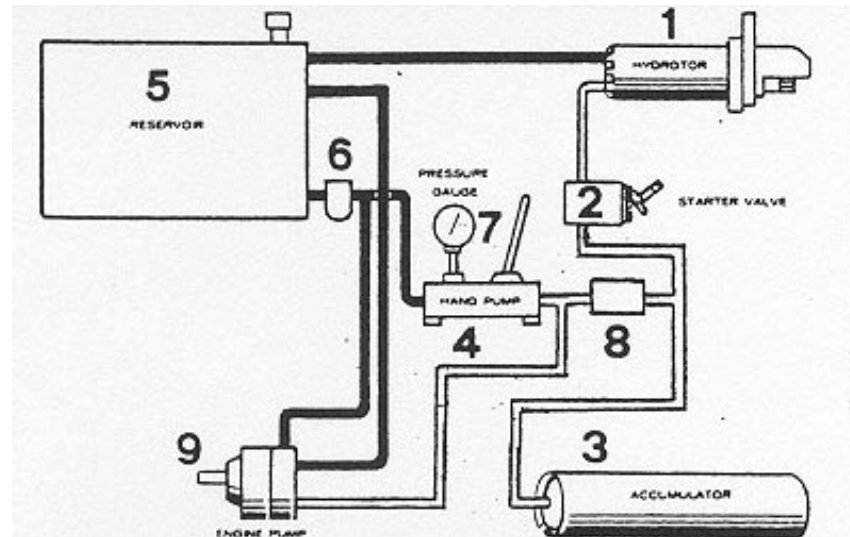 1
HYDROTOR
5
RESERVOIR
6
PRESSURE
GAUGE
7
2
STARTER VALVE
HAND PUMP
4
8
9
ENGINE PUMP
3
ACCUMULATOR